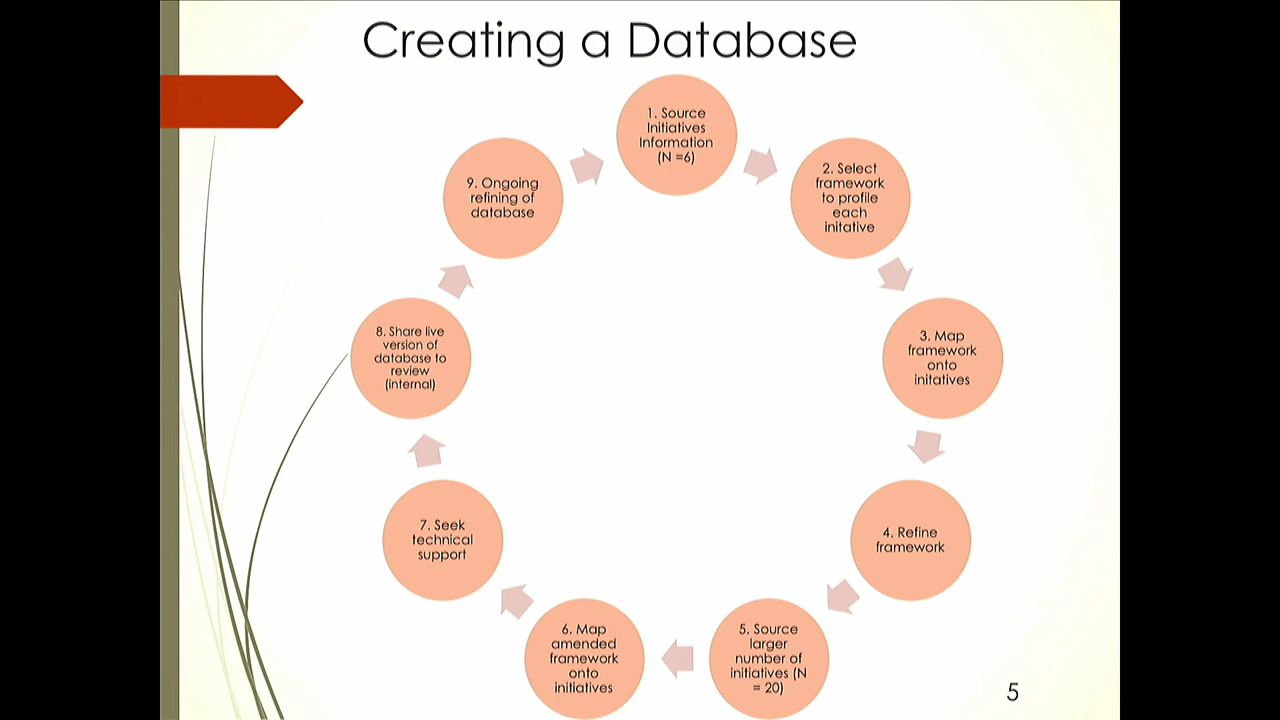 Creating a Database
1. Source
Initiatives
Information
(N =6)
2. Select
framework
to profile
each
initative
3. Map
framework
onto
initatives
4. Refine
framework
5. Source
larger
number of
initiatives (N
= 20)
6. Map
amended
framework
onto
initiatives
7. Seek
technical
support
8. Share live
version of
database to
review
(internal)
9. Ongoing
refining of
database
5